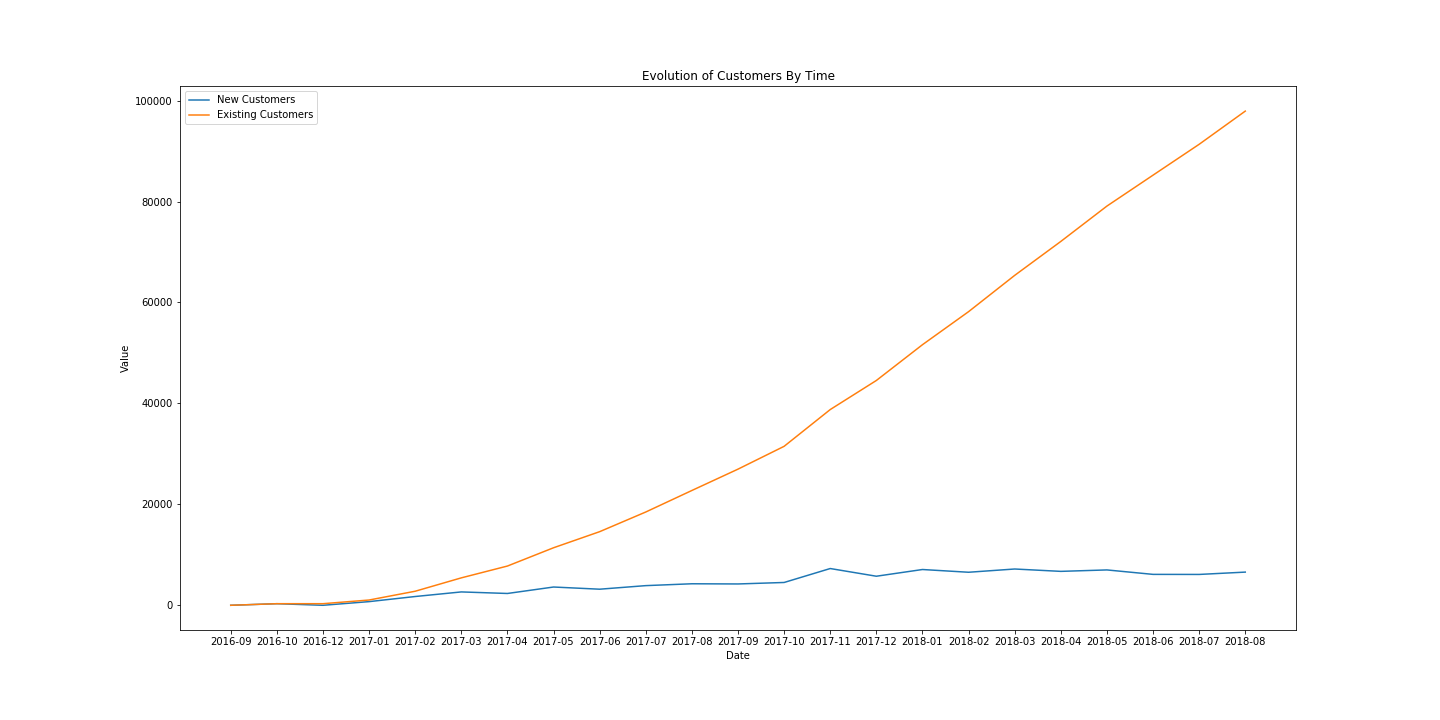 Evolution of Customers By Time
New Customers
Existing Customers
100000
80000
60000
40000
20000
0
Value
2016-09 2016-10 2016-12 2017-01 2017-02 2017-03 2017-04 2017-05 2017-06 2017-07 2017-08 2017-09 2017-10 2017-11 2017-12 2018-01 2018-02 2018-03 2018-04 2018-05 2018-06 2018-07 2018-08
Date